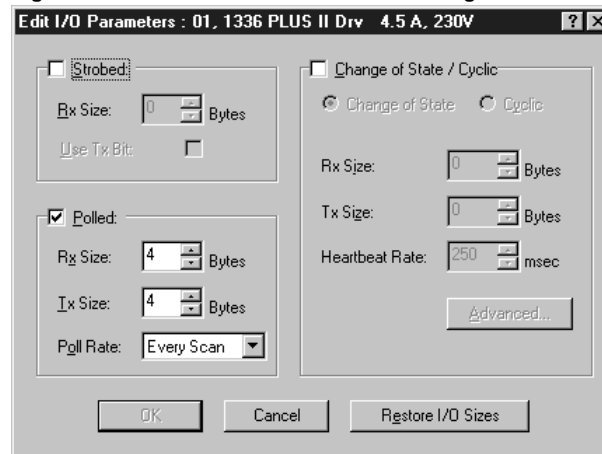 Edit I/O Parameters : 01, 1336 PLUS II Drv 4.5 A, 230V
Strobed:
Rx Size: 0 Bytes
Use Tx Bit:
Polled:
Rx Size: 4 Bytes
Tx Size: 4 Bytes
Poll Rate: Every Scan
Change of State / Cyclic
Change of State Cyclic
Rx Size: 0 Bytes
Tx Size: 0 Bytes
Heartbeat Rate: 250 msec
Advanced...
OK Cancel Restore I/O Sizes